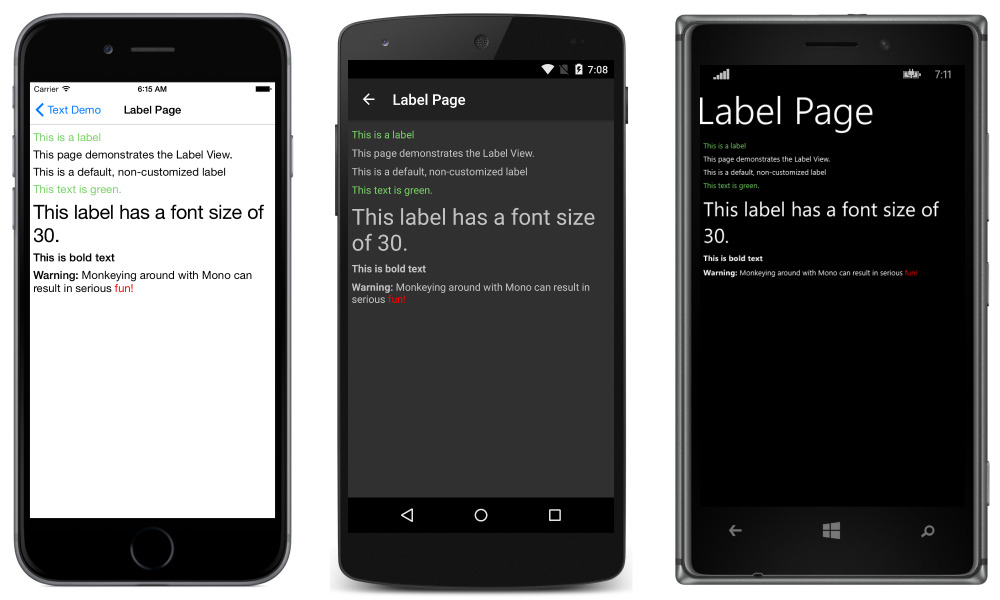 Carrier
6:15 AM
Text Demo
Label Page
This is a label
This page demonstrates the Label View.
This is a default, non-customized label
This text is green.
This label has a font size of
30.
This is bold text
Warning: Monkeying around with Mono can
result in serious fun!
7:08
Label Page
This is a label
This page demonstrates the Label View.
This is a default, non-customized label
This text is green.
This label has a font size
of 30.
This is bold text
Warning: Monkeying around with Mono can result in
serious fun!
7:11
Label Page
This is a label
This page demonstrates the Label View.
This is a default, non-customized label
This text is green.
This label has a font size of
30.
This is bold text
Warning: Monkeying around with Mono can result in serious fun!